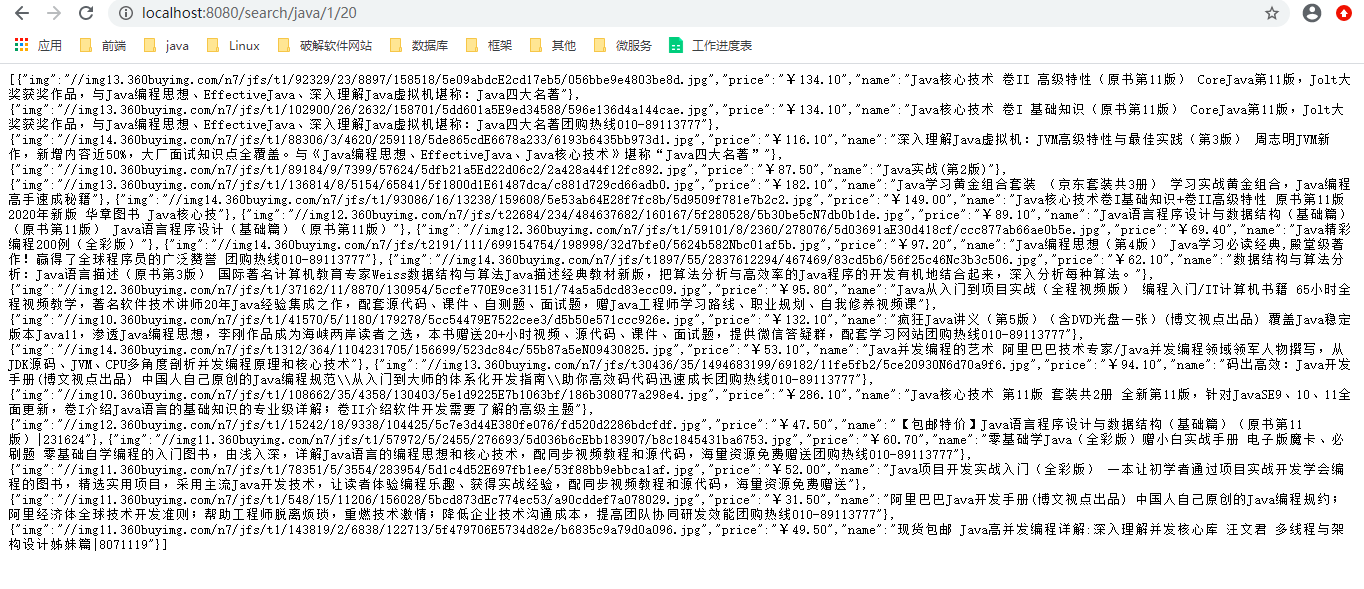 localhost:8080/search/java/1/20
应用 前端 java Linux 破解软件网站 数据库 框架 其他 微服务 工作进度表
[{"img":"//img13.360buyimg.com/n7/jfs/t1/92329/23/8897/158518/5e09abdcE2cd17eb5/056bbe9e4803be8d.jpg","price":"￥134.10","name":"Java核心技术 卷II 高级特性（原书第11版） CoreJava第11版，Jolt大
奖获奖作品，与Java编程思想、EffectiveJava、深入理解Java虚拟机堪称：Java四大名著"},
{"img":"//img13.360buyimg.com/n7/jfs/t1/102900/26/2632/158701/5dd601a5E9ed34588/596e136d4a144cae.jpg","price":"￥134.10","name":"Java核心技术 卷I 基础知识（原书第11版） CoreJava第11版，Jolt大
奖获奖作品，与Java编程思想、EffectiveJava、深入理解Java虚拟机堪称：Java四大名著团购热线010-89113777"},
{"img":"//img14.360buyimg.com/n7/jfs/t1/88306/3/4620/259118/5de865cdE6678a233/6193b6435bb973d1.jpg","price":"￥116.10","name":"深入理解Java虚拟机：JVM高级特性与最佳实践（第3版） 周志明JVM新
作，新增内容近50%，大厂面试知识点全覆盖。与《Java编程思想、EffectiveJava、Java核心技术》堪称“Java四大名著”"},
{"img":"//img10.360buyimg.com/n7/jfs/t1/89184/9/7399/57624/5dfb21a5Ed22d06c2/2a428a44f12fc892.jpg","price":"￥87.50","name":"Java实战(第2版)"},
{"img":"//img13.360buyimg.com/n7/jfs/t1/136814/8/5154/65841/5f1800d1E61487dca/c881d729cd66adb0.jpg","price":"￥182.10","name":"Java学习黄金组合套装 （京东套装共3册） 学习实战黄金组合，Java编程
高手速成秘籍"},{"img":"//img14.360buyimg.com/n7/jfs/t1/93086/16/13/159608/5e53ab64E28f7fc8b/5d9509f781e7b2c2.jpg","price":"￥149.00","name":"Java核心技术卷I基础知识+卷II高级特性 原书第11版
2020年新版 华章图书 Java核心技"},{"img":"//img12.360buyimg.com/n7/jfs/t22684/234/484637682/160167/5f280528/5b30be5cN7db0b1de.jpg","price":"￥89.10","name":"Java语言程序设计与数据结构（基础篇）
（原书第11版） Java语言程序设计（基础篇）（原书第11版）"},{"img":"//img12.360buyimg.com/n7/jfs/t1/59101/8/2360/278076/5d03691aE30d418cf/ccc877ab66ae0b5e.jpg","price":"￥69.40","name":"Java精彩
编程200例（全彩版）"},{"img":"//img14.360buyimg.com/n7/jfs/t2191/111/699154754/198998/32d7bfe0/5624b582Nbc01af5b.jpg","price":"￥97.20","name":"Java编程思想（第4版） Java学习必读经典,殿堂级著
作！赢得了全球程序员的广泛赞誉 团购热线010-89113777"},{"img":"//img14.360buyimg.com/n7/jfs/t1897/55/2837612294/467469/83cd5b6/56f25c46Nc3b3c506.jpg","price":"￥62.10","name":"数据结构与算法分
析：Java语言描述（原书第3版） 国际著名计算机教育专家Weiss数据结构与算法Java描述经典教材新版，把算法分析与高效率的Java程序的开发有机地结合起来，深入分析每种算法。"},
{"img":"//img12.360buyimg.com/n7/jfs/t1/37162/11/8870/130954/5ccfe770E9ce31151/74a5a5dcd83ecc09.jpg","price":"￥95.80","name":"Java从入门到项目实战（全程视频版） 编程入门/IT计算机书籍 65小时全
程视频教学，著名软件技术讲师20年Java经验集成之作，配套源代码、课件、自测题、面试题，赠Java工程师学习路线、职业规划、自我修养视频课"},
{"img":"//img10.360buyimg.com/n7/jfs/t1/41570/5/1180/179278/5cc54479E7522cee3/d5b50e571ccc926e.jpg","price":"￥132.10","name":"疯狂Java讲义（第5版）（含DVD光盘一张）(博文视点出品) 覆盖Java稳定
版本Java11，渗透Java编程思想，李刚作品成为海峡两岸读者之选，本书赠送20+小时视频、源代码、课件、面试题，提供微信答疑群，配套学习网站团购热线010-89113777"},
{"img":"//img14.360buyimg.com/n7/jfs/t1312/364/1104231705/156699/523dc84c/55b87a5eN09430825.jpg","price":"￥53.10","name":"Java并发编程的艺术 阿里巴巴技术专家/Java并发编程领域领军人物撰写，从
JDK源码、JVM、CPU多角度剖析并发编程原理和核心技术"},{"img":"//img13.360buyimg.com/n7/jfs/t30436/35/1494683199/69182/11fe5fb2/5ce20930N6d70a9f6.jpg","price":"￥94.10","name":"码出高效：Java开发
手册(博文视点出品) 中国人自己原创的Java编程规范\\从入门到大师的体系化开发指南\\助你高效码代码迅速成长团购热线010-89113777"},
{"img":"//img10.360buyimg.com/n7/jfs/t1/108662/35/4358/130403/5e1d9225E7b1063bf/186b308077a298e4.jpg","price":"￥286.10","name":"Java核心技术 第11版 套装共2册 全新第11版，针对JavaSE9、10、11全
面更新，卷I介绍Java语言的基础知识的专业级详解；卷II介绍软件开发需要了解的高级主题"},
{"img":"//img12.360buyimg.com/n7/jfs/t1/15242/18/9338/104425/5c7e3d44E380fe076/fd520d2286bdcfdf.jpg","price":"￥47.50","name":"【包邮特价】Java语言程序设计与数据结构（基础篇）（原书第11
版）|231624"},{"img":"//img11.360buyimg.com/n7/jfs/t1/57972/5/2455/276693/5d036b6cEbb183907/b8c1845431ba6753.jpg","price":"￥60.70","name":"零基础学Java（全彩版）赠小白实战手册 电子版魔卡、必
刷题 零基础自学编程的入门图书，由浅入深，详解Java语言的编程思想和核心技术，配同步视频教程和源代码，海量资源免费赠送团购热线010-89113777"},
{"img":"//img11.360buyimg.com/n7/jfs/t1/78351/5/3554/283954/5d1c4d52E697fb1ee/53f88bb9ebbca1af.jpg","price":"￥52.00","name":"Java项目开发实战入门（全彩版） 一本让初学者通过项目实战开发学会编
程的图书，精选实用项目，采用主流Java开发技术，让读者体验编程乐趣、获得实战经验，配同步视频教程和源代码，海量资源免费赠送"},
{"img":"//img11.360buyimg.com/n7/jfs/t1/548/15/11206/156028/5bcd873dEc774ec53/a90cddef7a078029.jpg","price":"￥31.50","name":"阿里巴巴Java开发手册(博文视点出品) 中国人自己原创的Java编程规约；
阿里经济体全球技术开发准则；帮助工程师脱离原味，重燃技术激情；降低企业技术沟通成本，提高团队协同研发效能团购热线010-89113777"},
{"img":"//img11.360buyimg.com/n7/jfs/t1/143819/2/6838/122713/5f479706E5734d82e/b6835c9a79d0a096.jpg","price":"￥49.50","name":"现货包邮 Java高并发编程详解:深入理解并发核心库 汪文君 多线程与架
构设计姊妹篇|8071119"}]